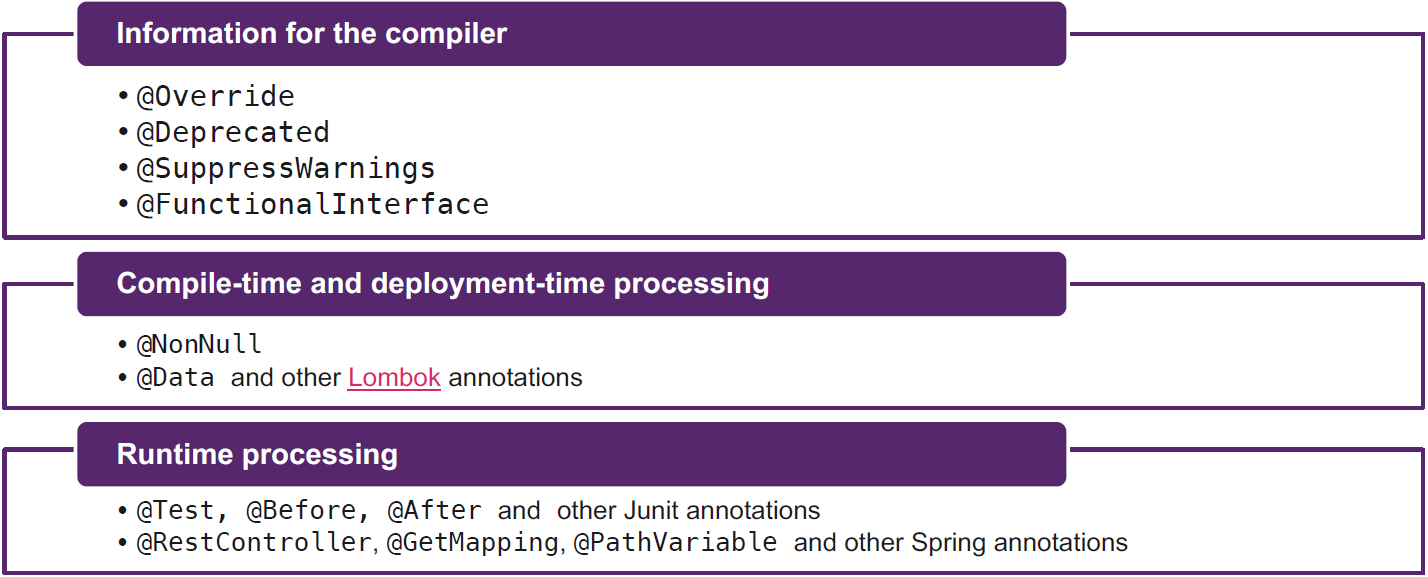 Information for the compiler
• @Override
• @Deprecated
• @SuppressWarnings
• @FunctionalInterface
Compile-time and deployment-time processing
• @NonNull
• @Data and other Lombok annotations
Runtime processing
• @Test, @Before, @After and other Junit annotations
• @RestController, @GetMapping, @PathVariable and other Spring annotations